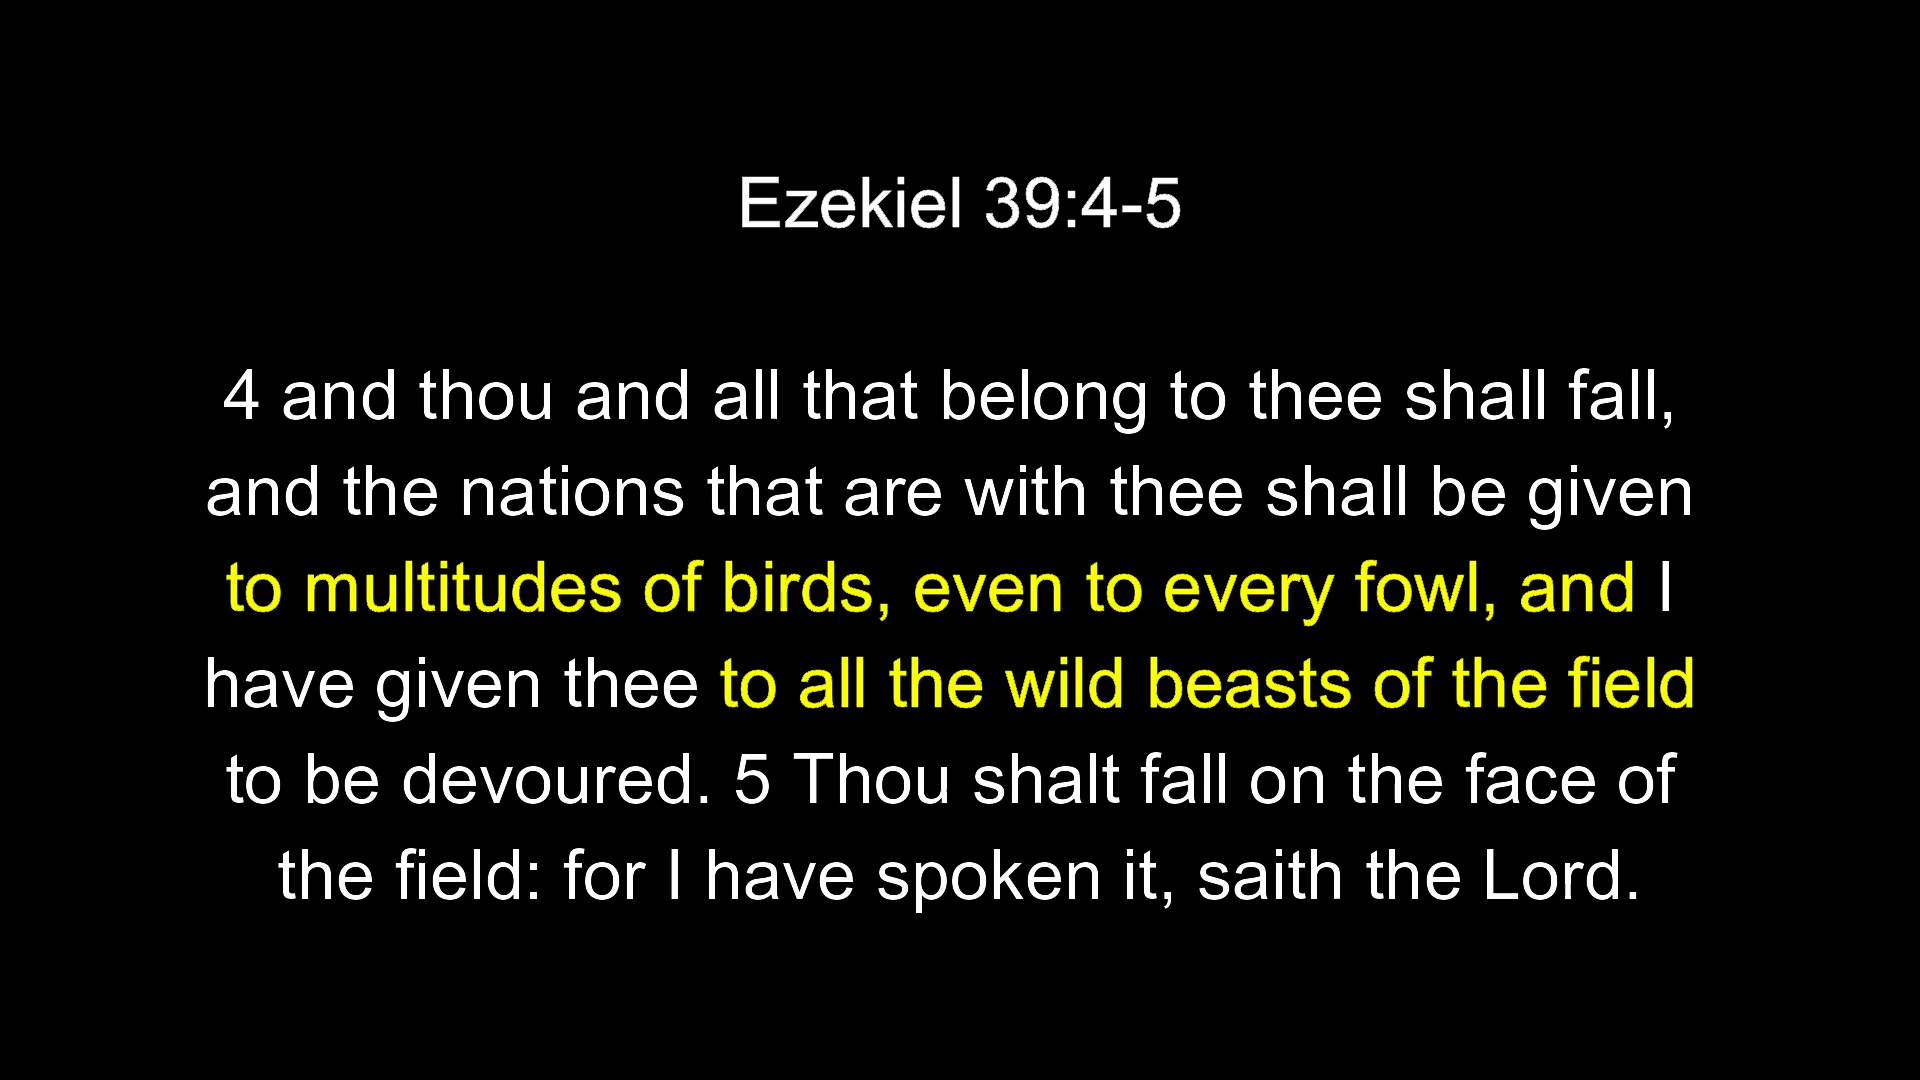 Ezekiel 39:4-5
4 and thou and all that belong to thee shall fall,
and the nations that are with thee shall be given
to multitudes of birds, even to every fowl, and I
have given thee to all the wild beasts of the field
to be devoured. 5 Thou shalt fall on the face of
the field: for I have spoken it, saith the Lord.